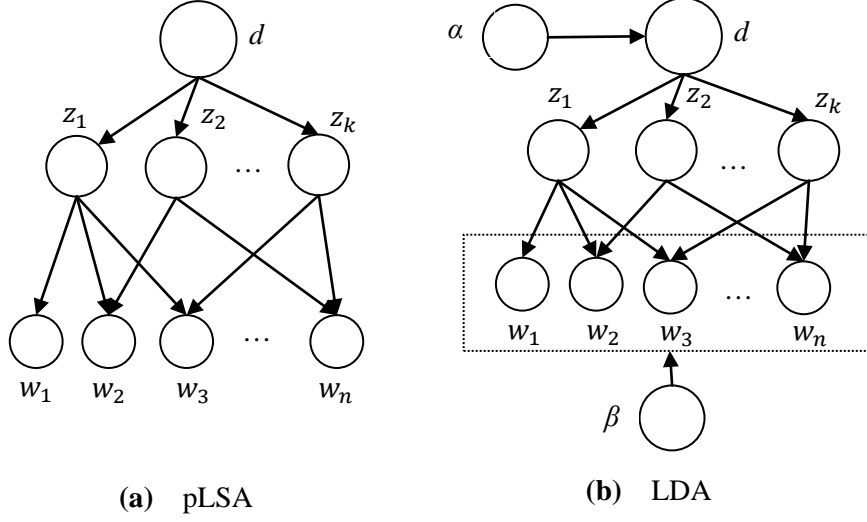 d
z₁ z₂ zₖ
...
...
w₁ w₂ w₃ wₙ
(a) pLSA
α d
z₁ z₂ zₖ
...
...
w₁ w₂ w₃ wₙ
β
(b) LDA